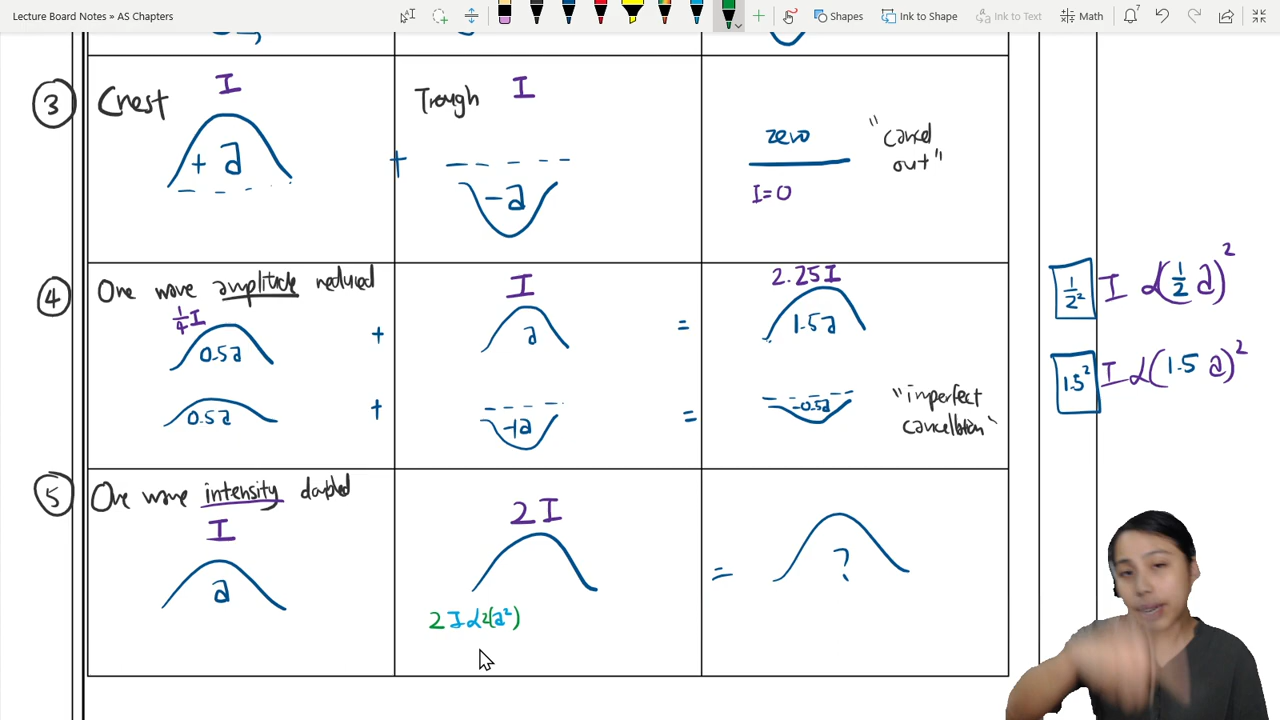 Lecture Board Notes » AS Chapters
Shapes
Ink to Shape
Ink to Text
Math
7
3
Crest
I
+a
+
Trough
I
-a
zero
I=0
"cancel
out"
4
One wave amplitude reduced
1/4 I
0.5a
+
I
a
=
2.25I
1.5a
0.5a
+
-1a
=
-0.5a
"imperfect
cancellation"
1/2² I ∝ (1/2 a)²
1.5² I ∝ (1.5 a)²
5
One wave intensity doubled
I
a
2I
2I∝2(a²)
=
?